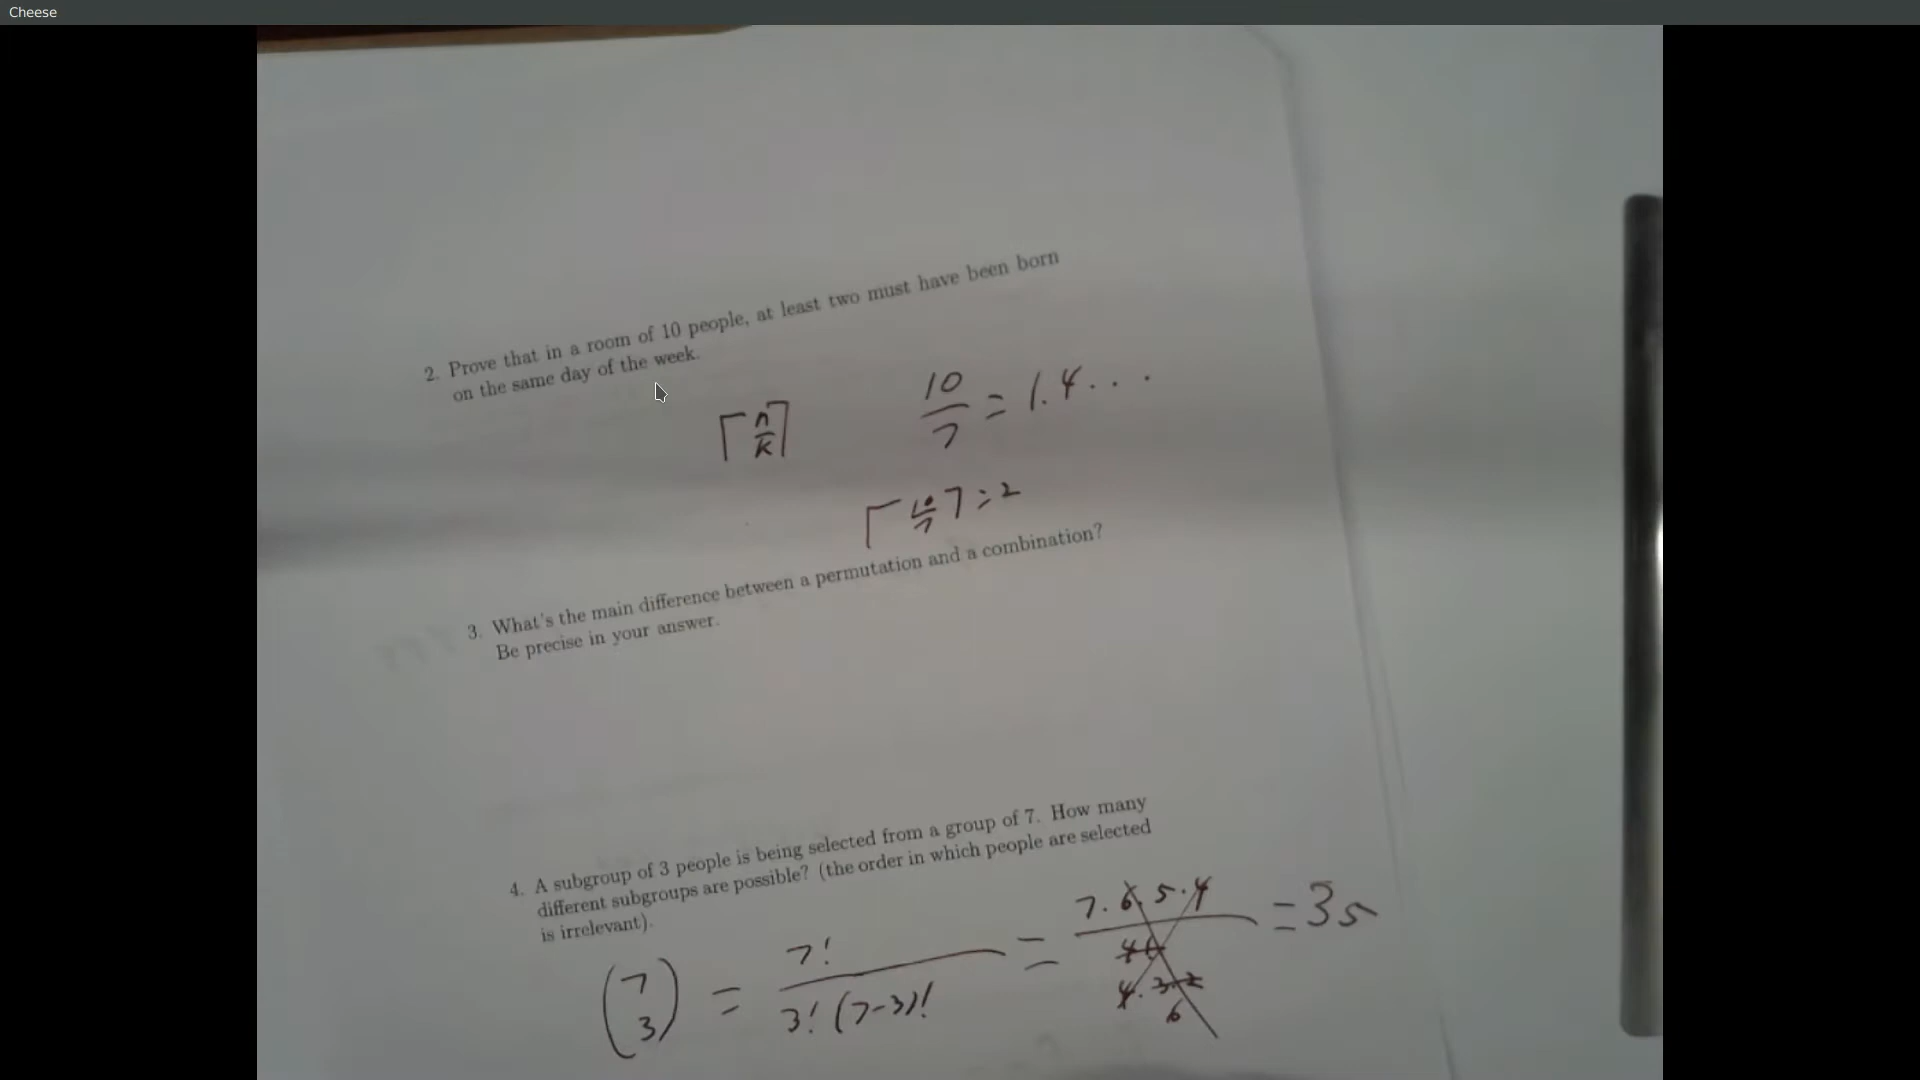 Cheese
2. Prove that in a room of 10 people, at least two must have been born
on the same day of the week.
⌈n/k⌉ 10/7 = 1.4...
⌈10/7⌉ = 2
3. What's the main difference between a permutation and a combination?
Be precise in your answer.
4. A subgroup of 3 people is being selected from a group of 7. How many
different subgroups are possible? (the order in which people are selected
is irrelevant).
(7 3) = 7!/3!(7-3)! = 7·6·5·4/4·3·2 = 35
6